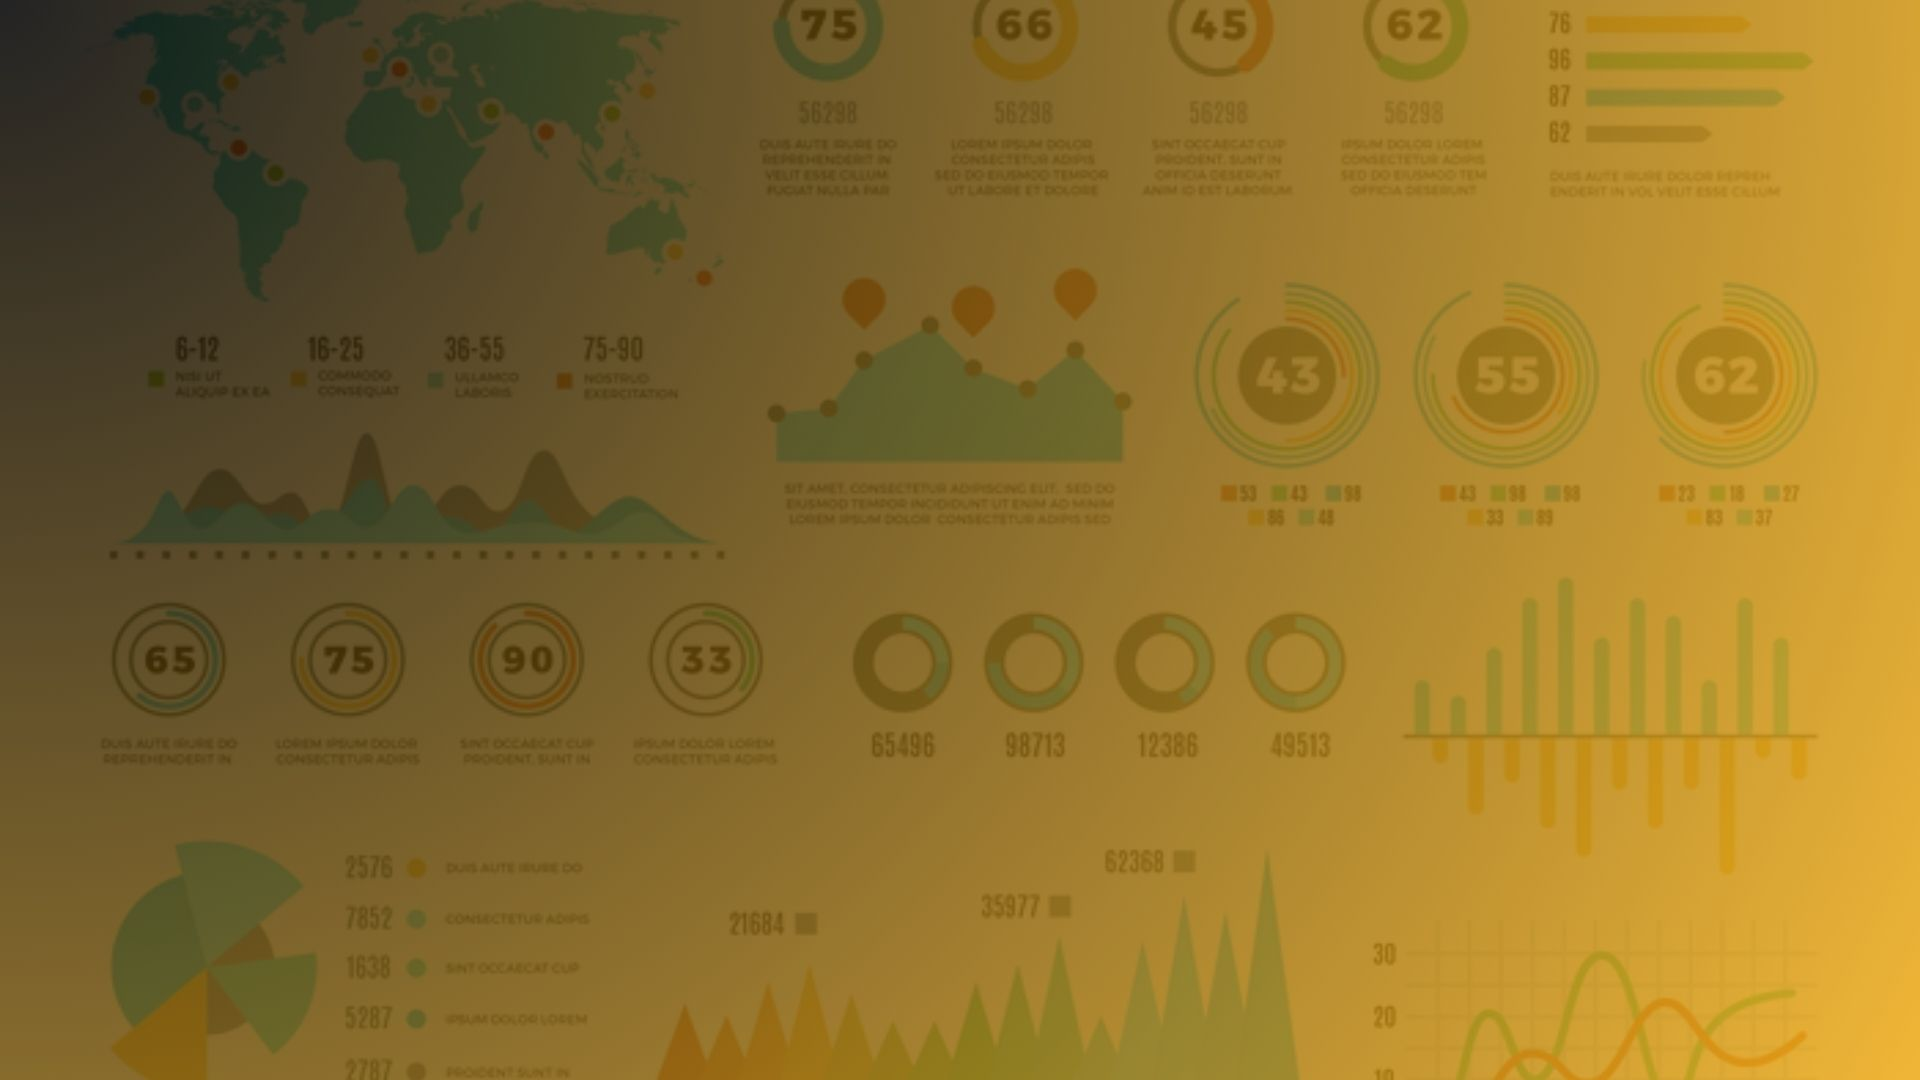 75
66
45
62
56298
56298
56298
56298
DUIS AUTE IRURE DO
REPREHENDERIT IN
VELIT ESSE CILLUM
FUGIAT NULLA PAR
LOREM IPSUM DOLOR
CONSECTETUR ADIPIS
SED DO EIUSMOD TEMPOR
UT LABORE ET DOLORE
SINT OCCAECAT CUP
PROIDENT, SUNT IN
OFFICIA DESERUNT
ANIM ID EST LABORUM
IPSUM DOLOR LOREM
CONSECTETUR ADIPIS
SED DO EIUSMOD TEM
OFFICIA DESERUNT
76
96
87
62
DUIS AUTE IRURE DOLOR REPREH
ENDERIT IN VOL VELIT ESSE CILLUM
6-12
NISI UT
ALIQUIP EX EA
16-25
COMMODO
CONSEQUAT
36-55
ULLAMCO
LABORIS
75-90
NOSTRUD
EXERCITATION
SIT AMET, CONSECTETUR ADIPISCING ELIT, SED DO
EIUSMOD TEMPOR INCIDIDUNT UT ENIM AD MINIM
LOREM IPSUM DOLOR CONSECTETUR ADIPIS SED
43
55
62
53 43 98
86 48
43 98 98
33 89
23 18 27
83 37
65
75
90
33
DUIS AUTE IRURE DO
REPREHENDERIT IN
LOREM IPSUM DOLOR
CONSECTETUR ADIPIS
SINT OCCAECAT CUP
PROIDENT, SUNT IN
IPSUM DOLOR LOREM
CONSECTETUR ADIPIS
65496
98713
12386
49513
2576 DUIS AUTE IRURE DO
7852 CONSECTETUR ADIPIS
1638 SINT OCCAECAT CUP
5287 IPSUM DOLOR LOREM
2787 PROIDENT SUNT IN
21684
35977
62368
30
20
10